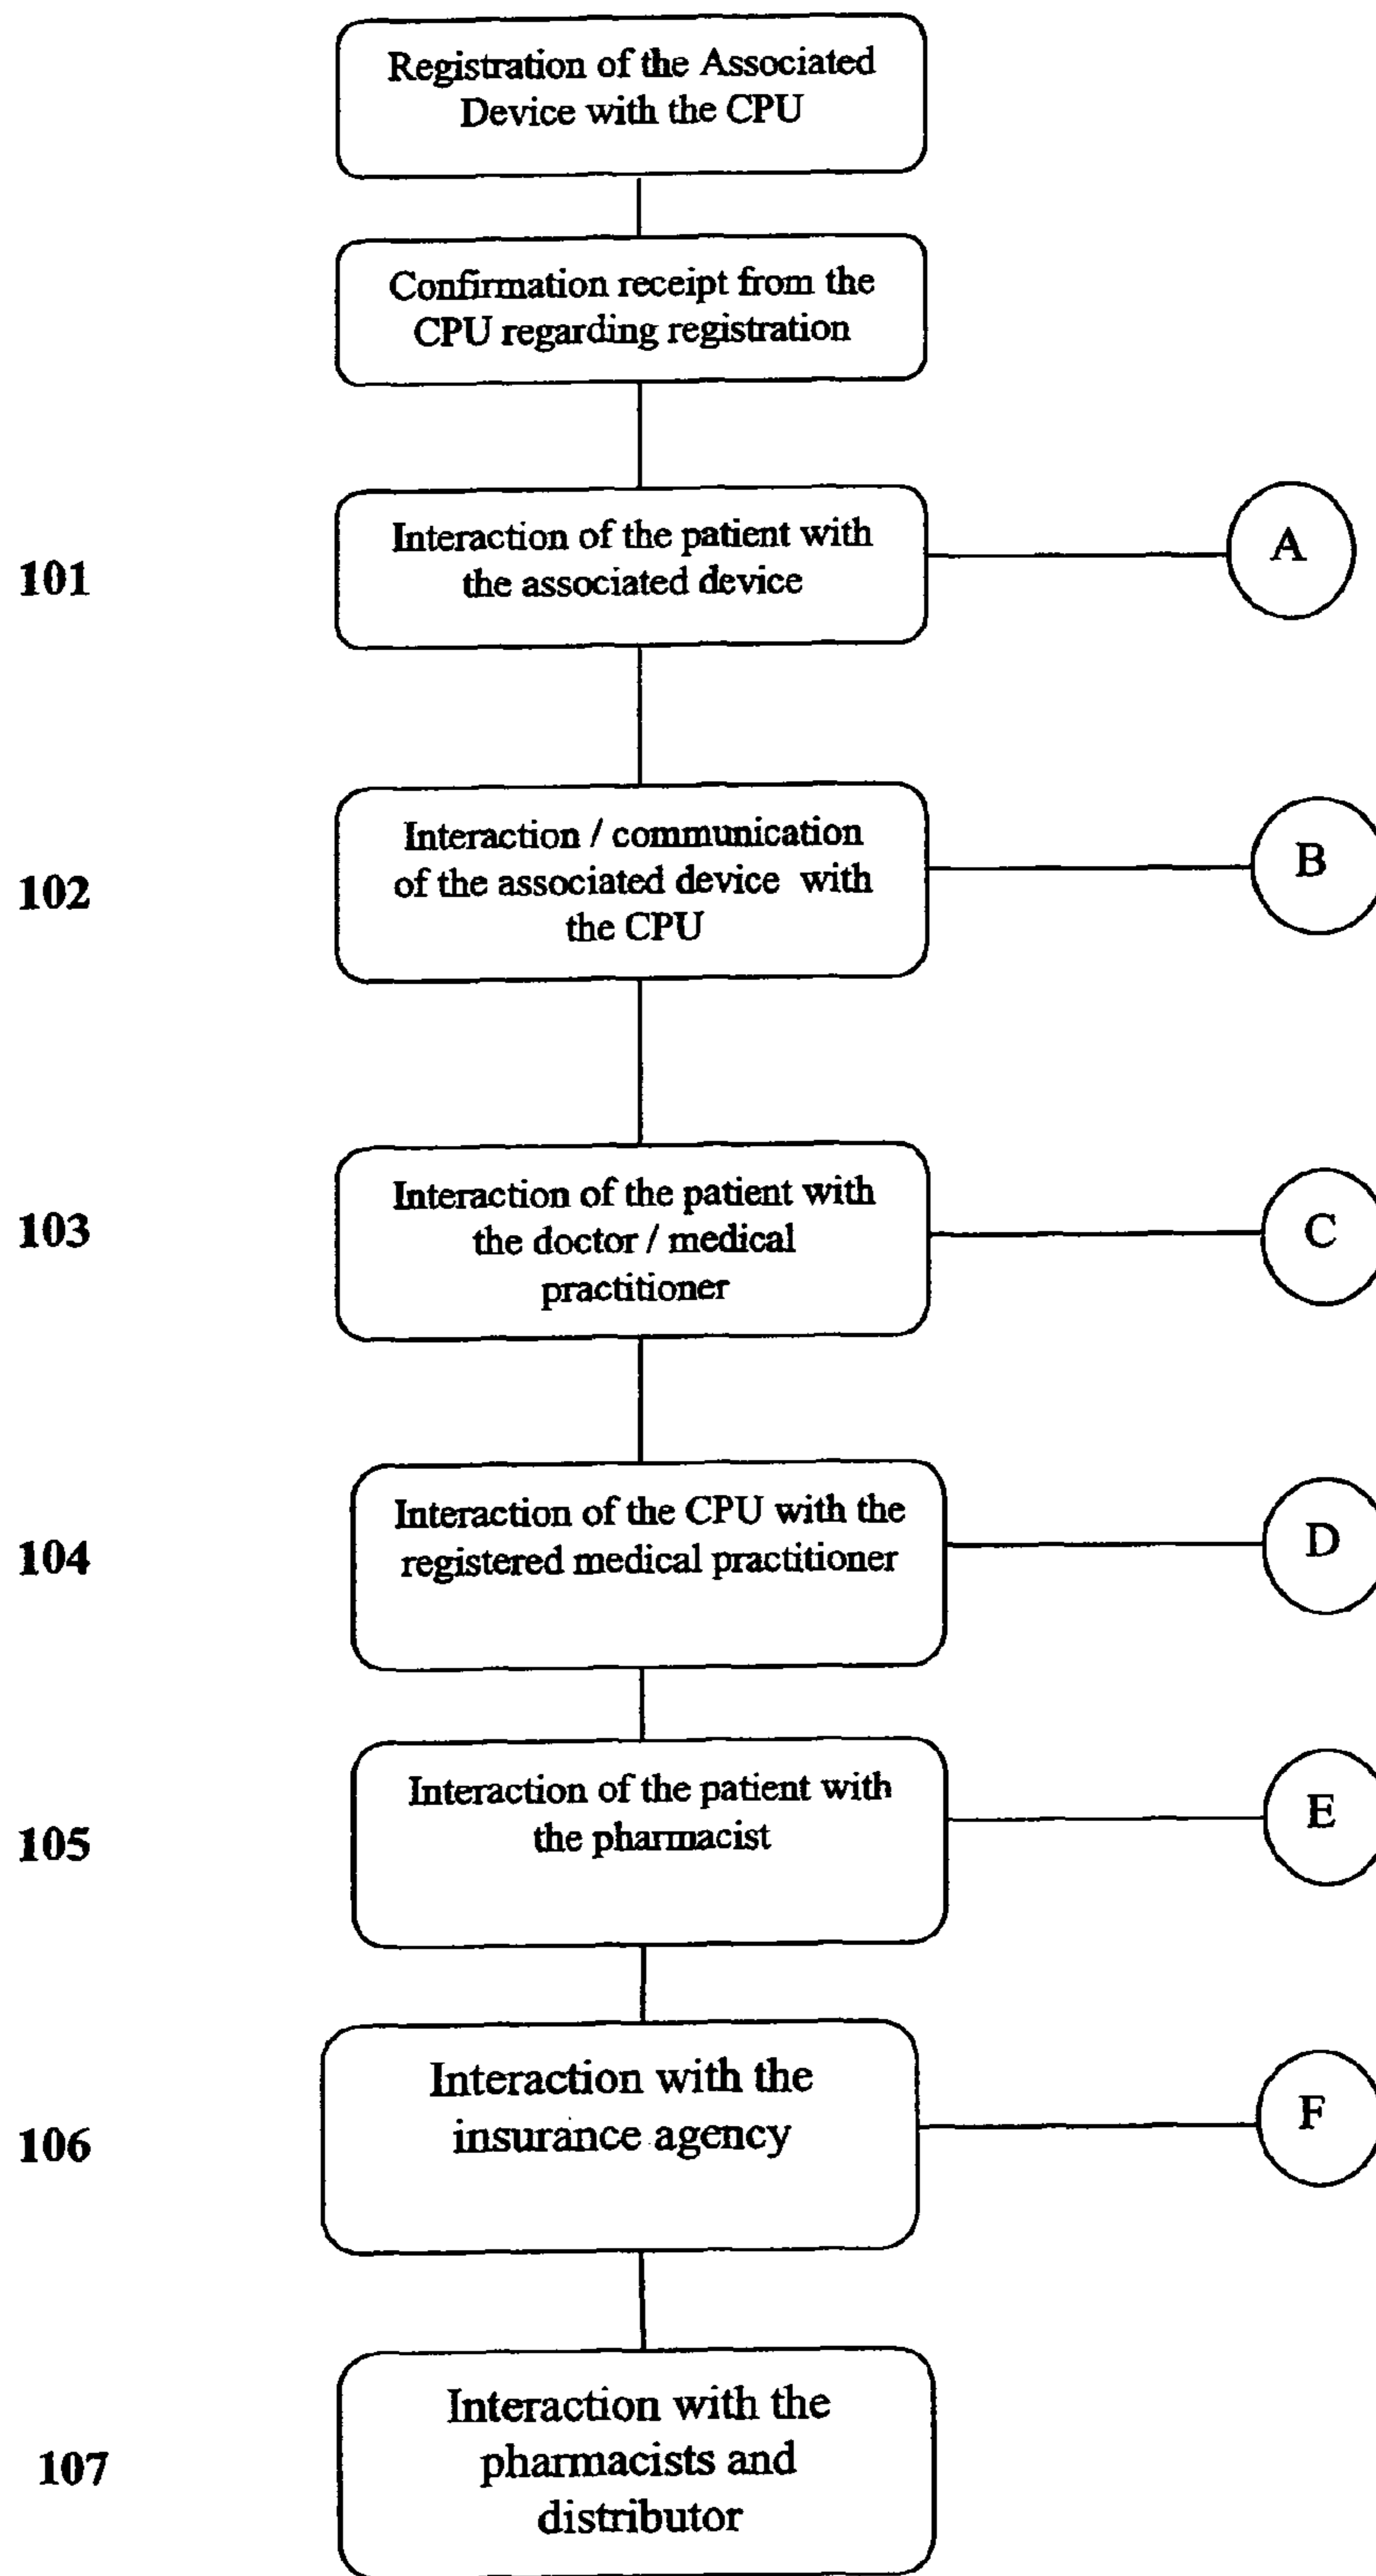 Registration of the Associated
Device with the CPU
Confirmation receipt from the
CPU regarding registration
101
Interaction of the patient with
the associated device
A
102
Interaction / communication
of the associated device with
the CPU
B
103
Interaction of the patient with
the doctor / medical
practitioner
C
104
Interaction of the CPU with the
registered medical practitioner
D
105
Interaction of the patient with
the pharmacist
E
106
Interaction with the
insurance agency
F
107
Interaction with the
pharmacists and
distributor